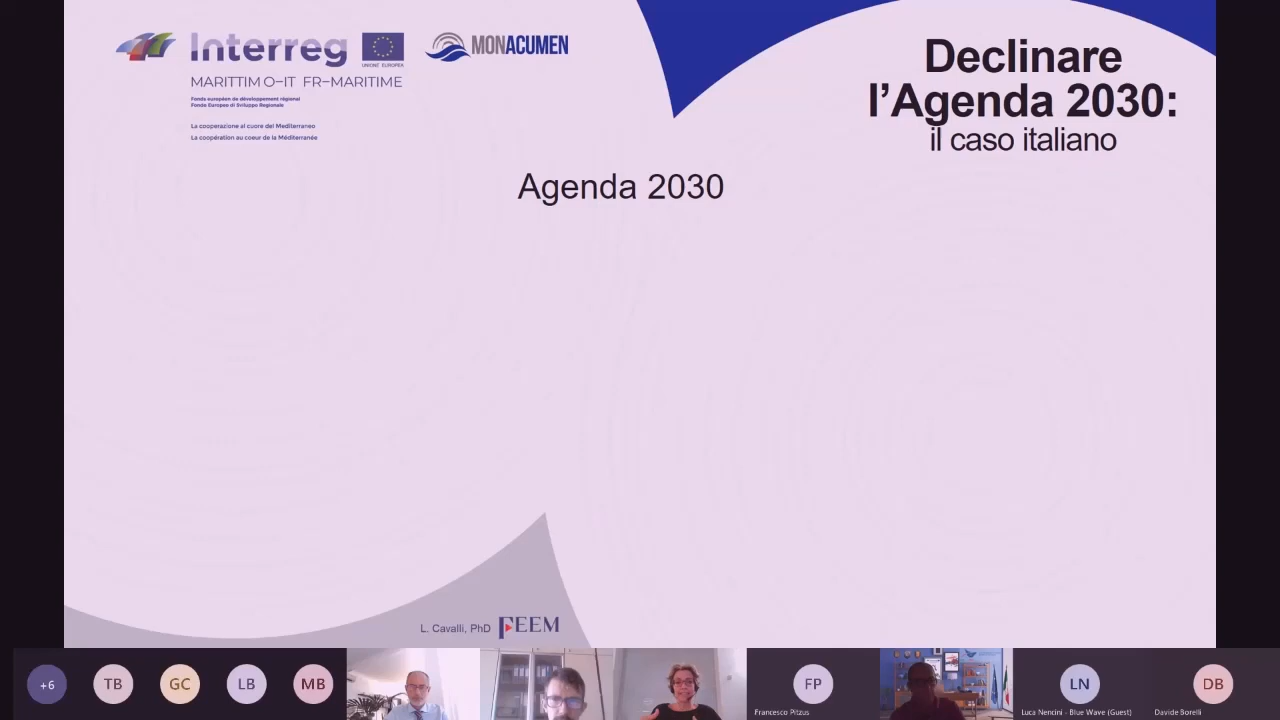 Interreg
UNIONE EUROPEA
MARITTIMO-IT FR-MARITIME
Fonds européen de développement régional
Fondo Europeo di Sviluppo Regionale
La cooperazione al cuore del Mediterraneo
La coopération au coeur de la Méditerranée
MONACUMEN
Declinare
l'Agenda 2030:
il caso italiano
Agenda 2030
L. Cavalli, PhD FEEM
+6
TB
GC
LB
MB
FP
Francesco Pitzus
LN
Luca Nencini - Blue Wave (Guest)
DB
Davide Borelli